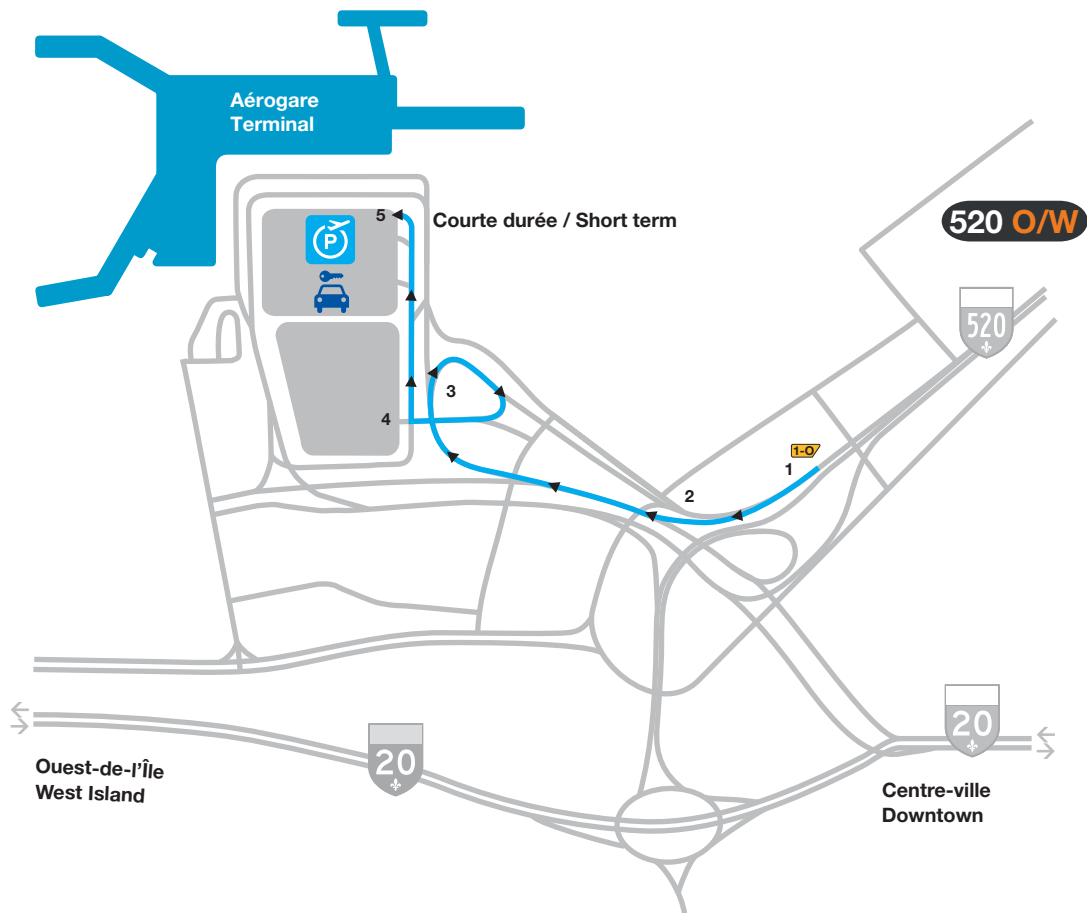 Aérogare
Terminal
5
P
Courte durée / Short term
520 O/W
520
3
4
1-O
1
2
20
20
Ouest-de-l'Île
West Island
Centre-ville
Downtown